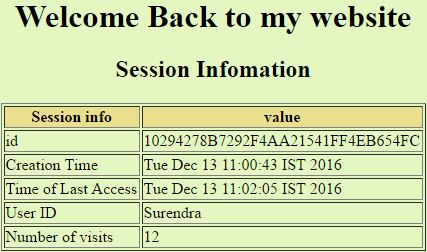 Welcome Back to my website
Session Infomation
Session info value
id 10294278B7292F4AA21541FF4EB654FC
Creation Time Tue Dec 13 11:00:43 IST 2016
Time of Last Access Tue Dec 13 11:02:05 IST 2016
User ID Surendra
Number of visits 12